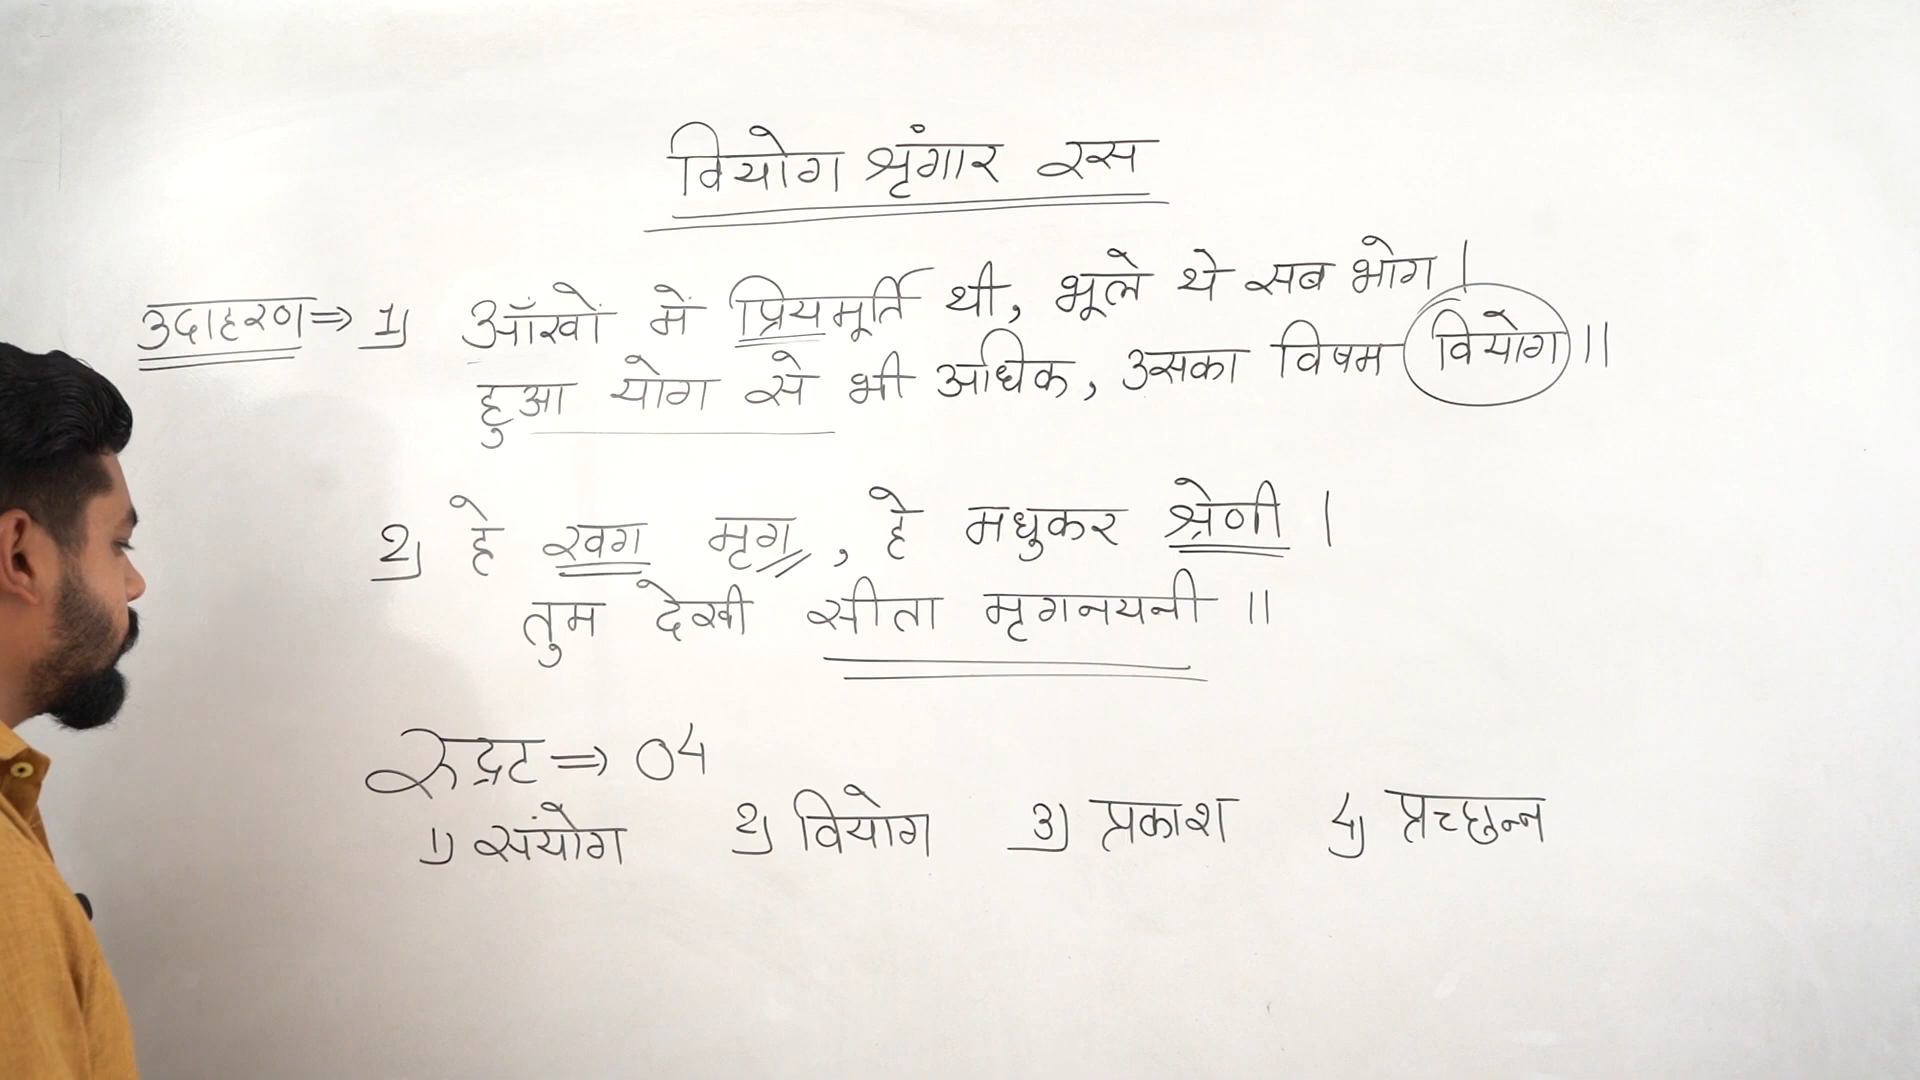 वियोग श्रृंगार रस
उदाहरण⇒ 1) आँखों में प्रियमूर्ति थी, भूले थे सब भोग।
हुआ योग से भी अधिक, उसका विषम वियोग॥
2) हे खग मृग, हे मधुकर श्रेणी।
तुम देखी सीता मृगनयनी॥
रुद्रट⇒ 04
1) संयोग 2) वियोग 3) प्रकाश 4) प्रच्छन्न